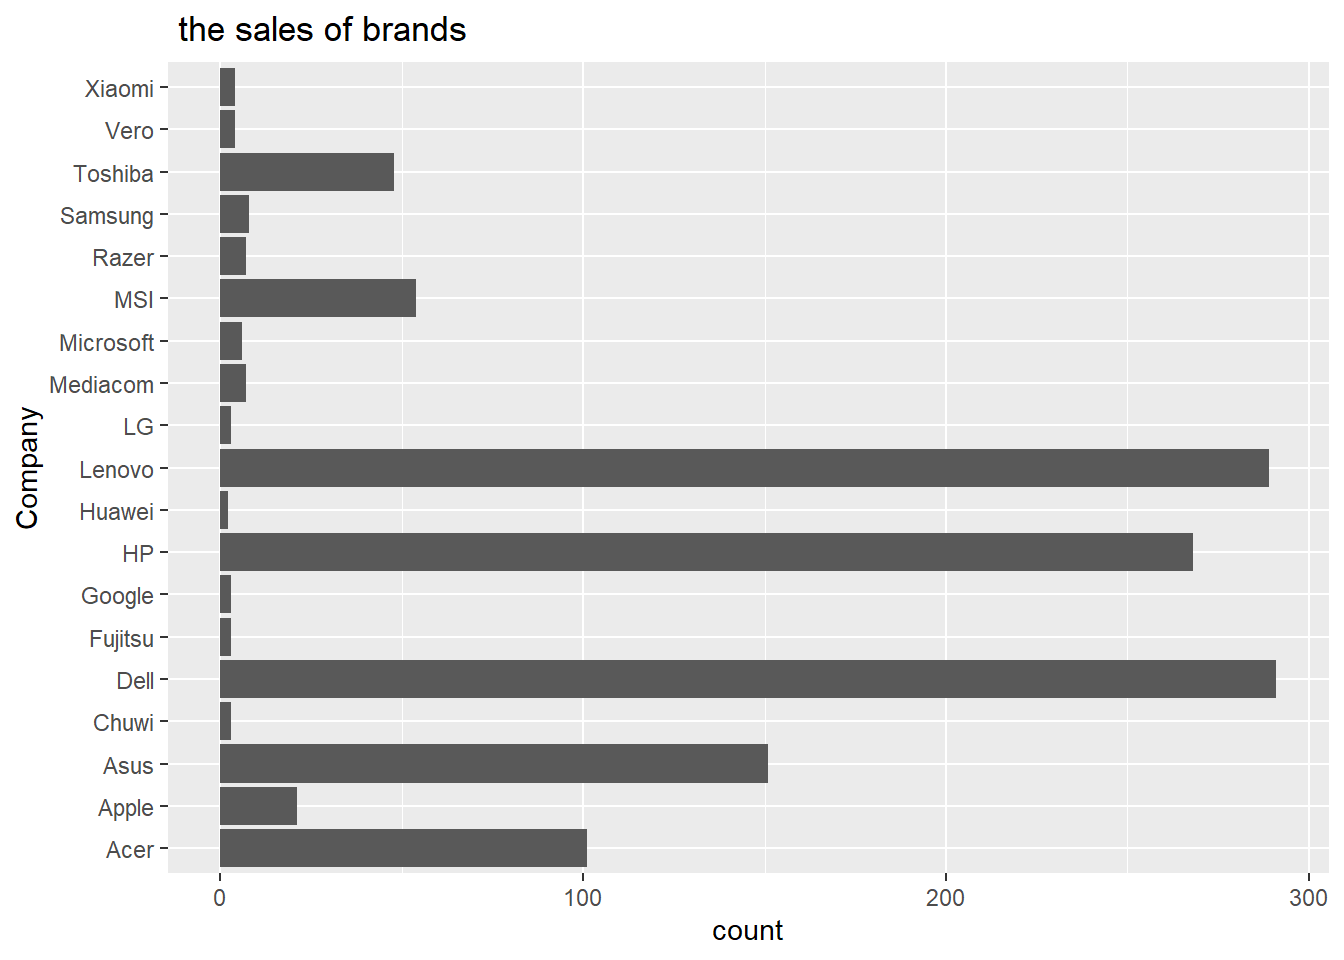 the sales of brands
Company
Xiaomi
Vero
Toshiba
Samsung
Razer
MSI
Microsoft
Mediacom
LG
Lenovo
Huawei
HP
Google
Fujitsu
Dell
Chuwi
Asus
Apple
Acer
0 100 200 300
count